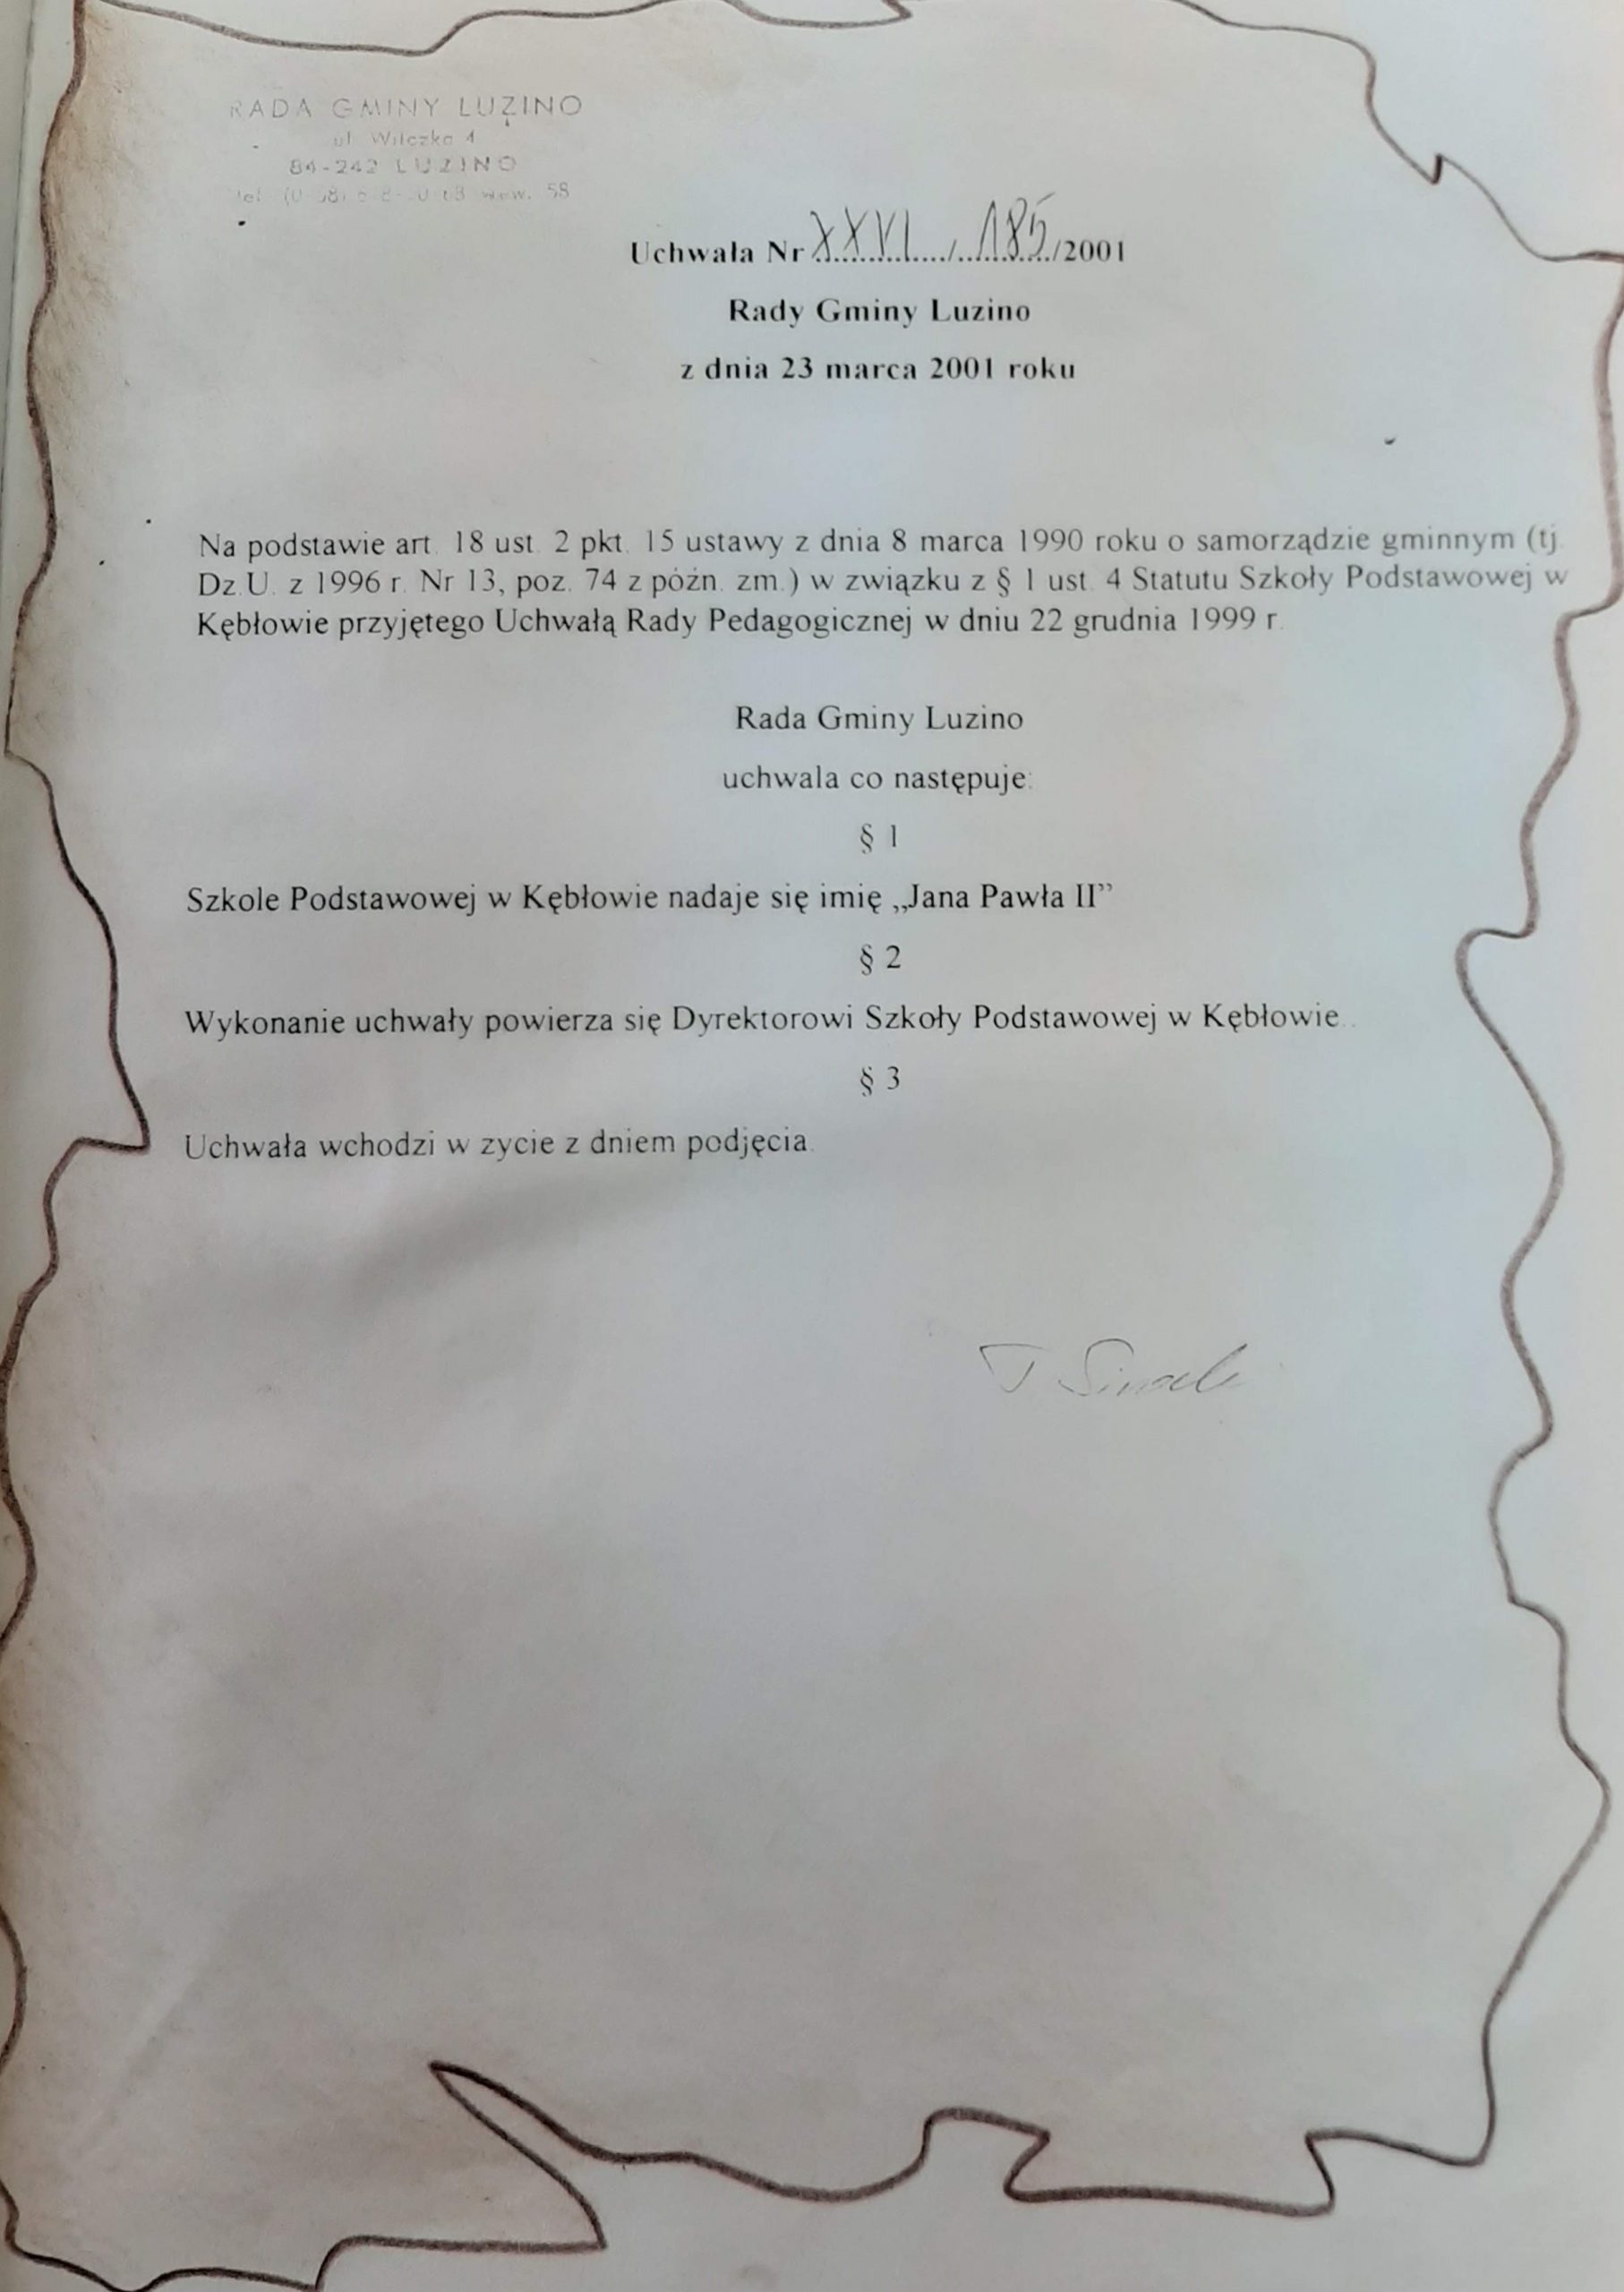 RADA GMINY LUZINO
ul. Wilczka 4
84-242 LUZINO
tel. wew. 58
Uchwała Nr XXVI / 185 /2001
Rady Gminy Luzino
z dnia 23 marca 2001 roku
Na podstawie art. 18 ust. 2 pkt. 15 ustawy z dnia 8 marca 1990 roku o samorządzie gminnym (tj.
Dz.U. z 1996 r. Nr 13, poz. 74 z późn. zm.) w związku z § 1 ust. 4 Statutu Szkoły Podstawowej w
Kębłowie przyjętego Uchwałą Rady Pedagogicznej w dniu 22 grudnia 1999 r.
Rada Gminy Luzino
uchwala co następuje:
§ 1
Szkole Podstawowej w Kębłowie nadaje się imię „Jana Pawła II”
§ 2
Wykonanie uchwały powierza się Dyrektorowi Szkoły Podstawowej w Kębłowie..
§ 3
Uchwała wchodzi w zycie z dniem podjęcia.